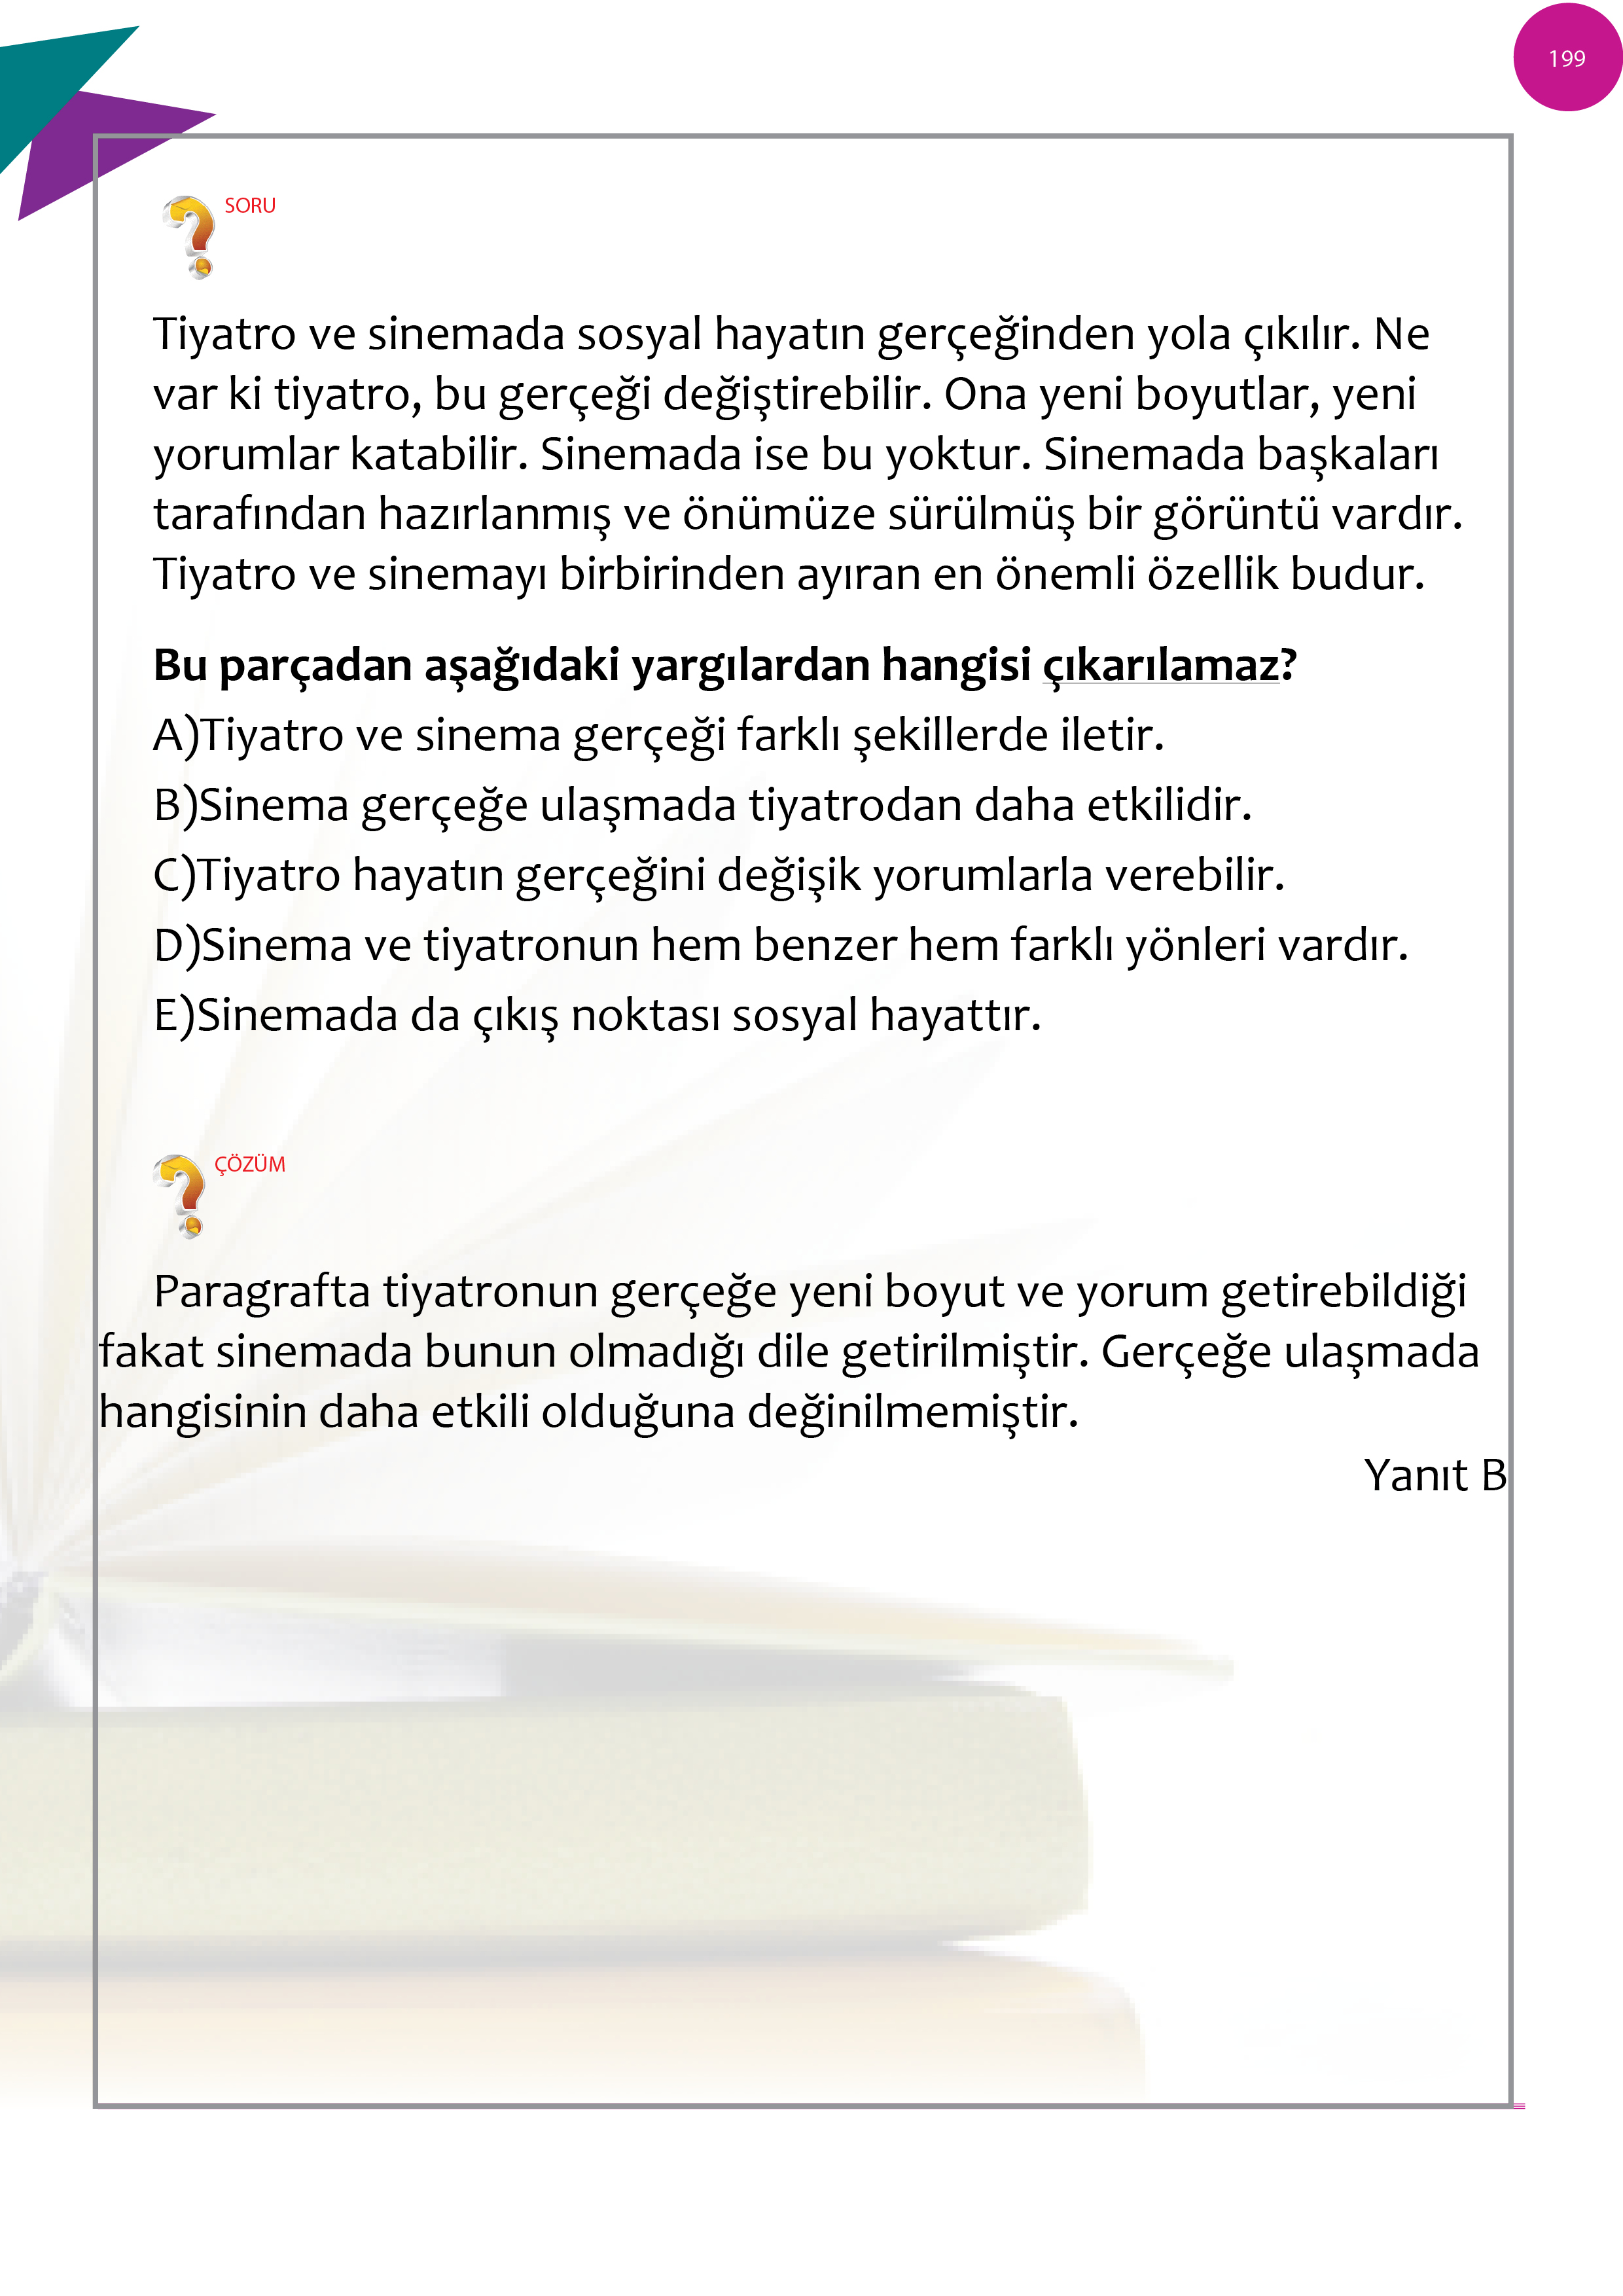 199
SORU
Tiyatro ve sinemada sosyal hayatın gerçeğinden yola çıkılır. Ne
var ki tiyatro, bu gerçeği değiştirebilir. Ona yeni boyutlar, yeni
yorumlar katabilir. Sinemada ise bu yoktur. Sinemada başkaları
tarafından hazırlanmış ve önümüze sürülmüş bir görüntü vardır.
Tiyatro ve sinemayı birbirinden ayıran en önemli özellik budur.
Bu parçadan aşağıdaki yargılardan hangisi çıkarılamaz?
A)Tiyatro ve sinema gerçeği farklı şekillerde iletir.
B)Sinema gerçeğe ulaşmada tiyatrodan daha etkilidir.
C)Tiyatro hayatın gerçeğini değişik yorumlarla verebilir.
D)Sinema ve tiyatronun hem benzer hem farklı yönleri vardır.
E)Sinemada da çıkış noktası sosyal hayattır.
ÇÖZÜM
Paragrafta tiyatronun gerçeğe yeni boyut ve yorum getirebildiği
fakat sinemada bunun olmadığı dile getirilmiştir. Gerçeğe ulaşmada
hangisinin daha etkili olduğuna değinilmemiştir.
Yanıt B